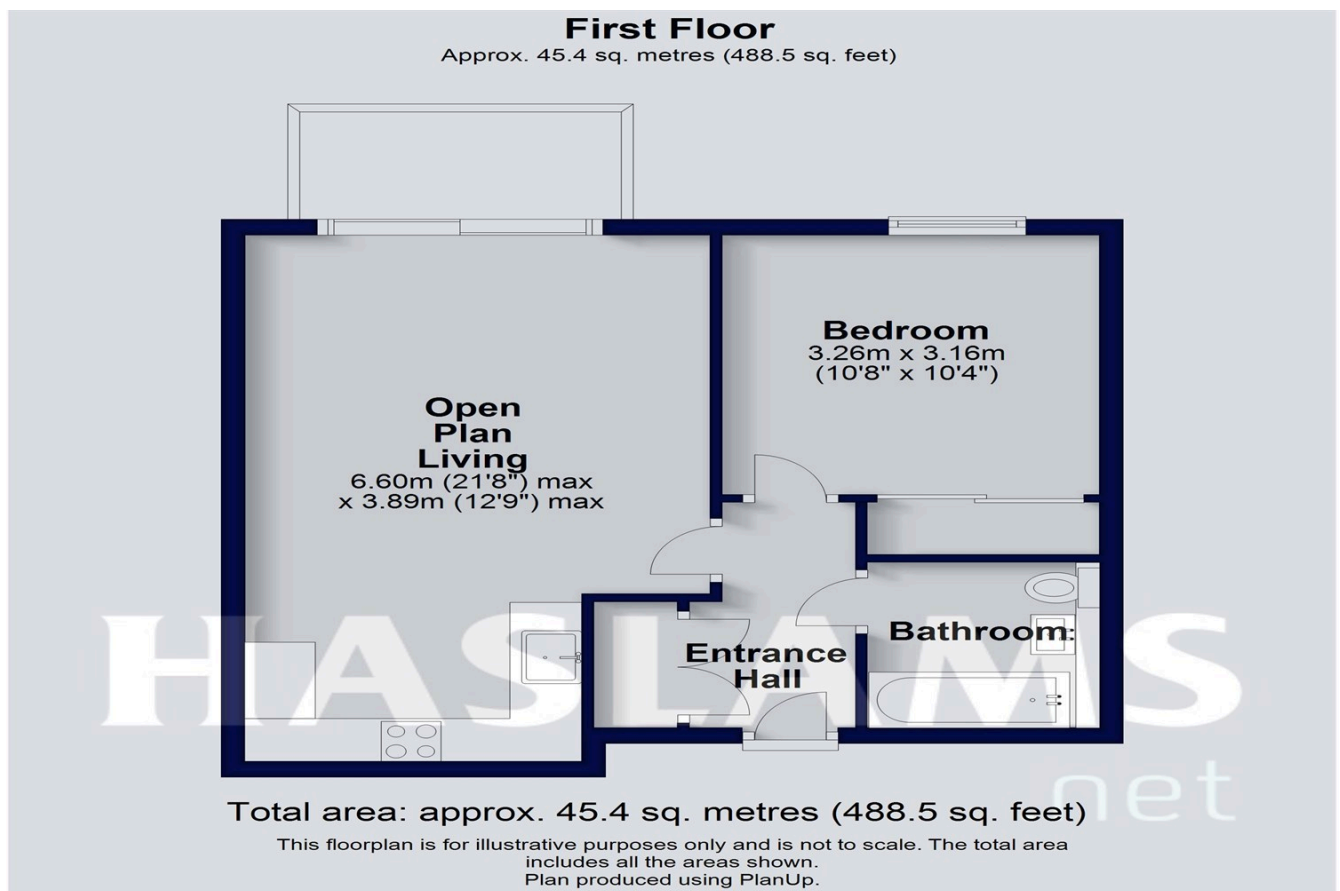 First Floor
Approx. 45.4 sq. metres (488.5 sq. feet)
Bedroom
3.26m x 3.16m
(10'8" x 10'4")
Open
Plan
Living
6.60m (21'8") max
x 3.89m (12'9") max
HASLAMS
Bathroom
Entrance
Hall
net
Total area: approx. 45.4 sq. metres (488.5 sq. feet)
This floorplan is for illustrative purposes only and is not to scale. The total area
includes all the areas shown.
Plan produced using PlanUp.